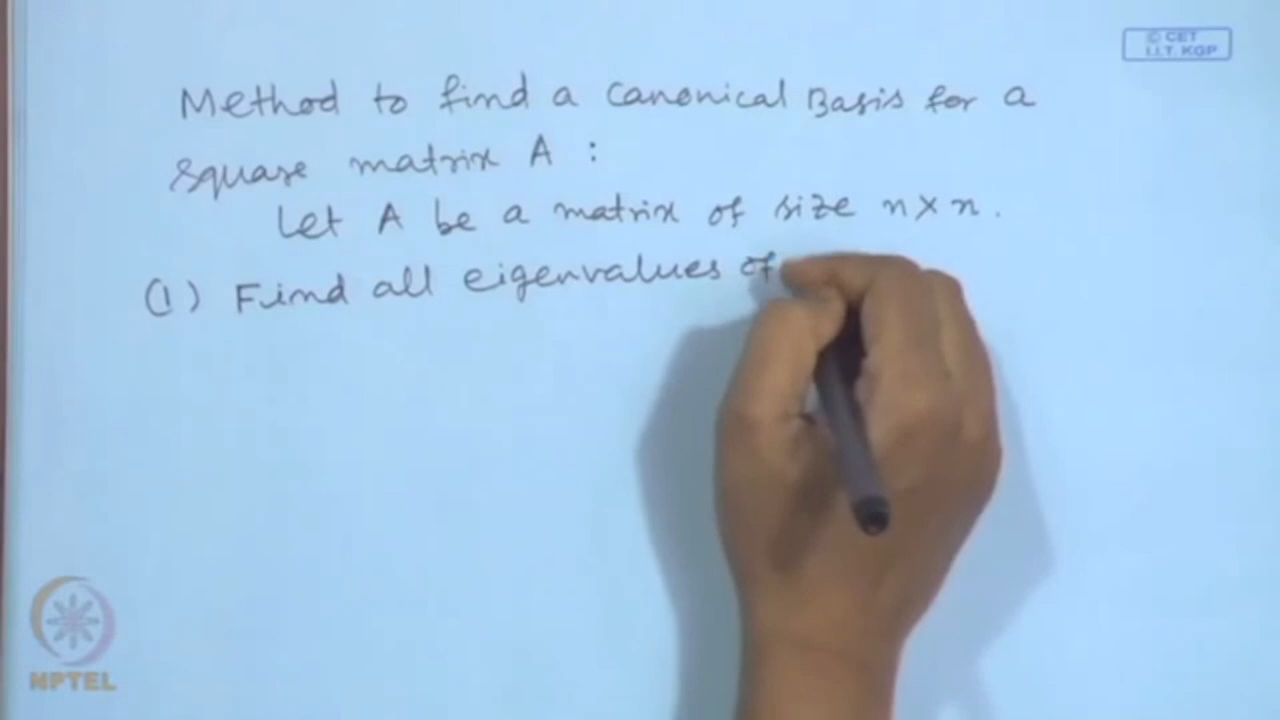 © CET
I.I.T. KGP
Method to find a canonical Basis for a
Square matrix A :
Let A be a matrix of size n×n.
(1) Find all eigenvalues of
NPTEL